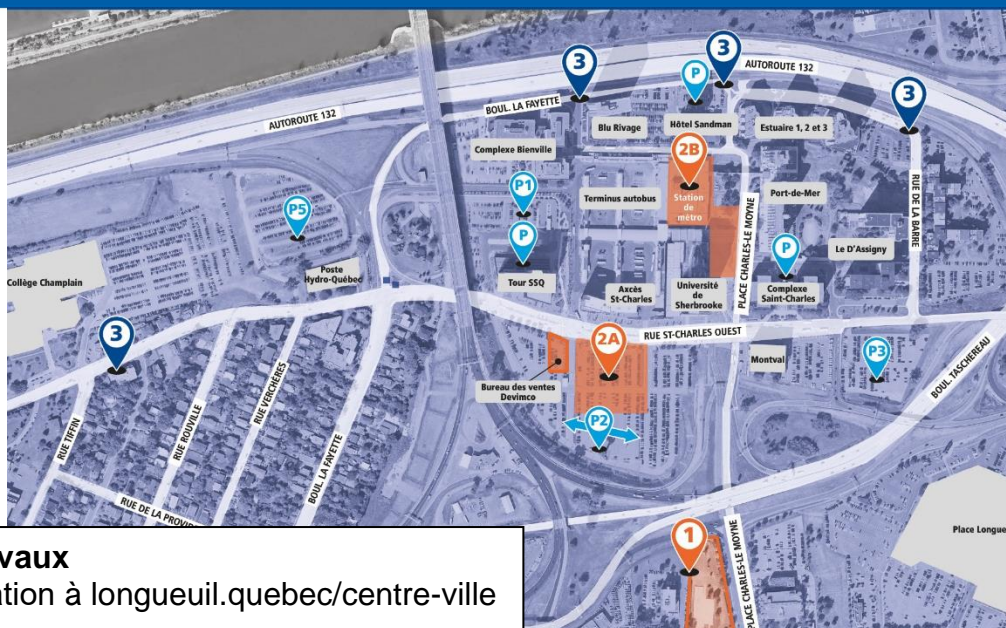 3
3
P
AUTOROUTE 132
3
AUTOROUTE 132
BOUL. LA FAYETTE
Blu Rivage
Hôtel Sandman
Estuaire 1, 2 et 3
Complexe Bienville
2B
P1
Terminus autobus
Station
de
métro
Port-de-Mer
RUE DE LA BARRE
P5
PLACE CHARLES-LE MOYNE
P
P
Le D'Assigny
Collège Champlain
Poste
Hydro-Québec
Tour SSQ
Axcès
St-Charles
Université
de
Sherbrooke
Complexe
Saint-Charles
3
RUE ST-CHARLES OUEST
2A
Montval
P3
BOUL. TASCHEREAU
Bureau des ventes
Devimco
P2
RUE TIFFIN
RUE ROUVILLE
RUE VERCHÈRES
BOUL. LA FAYETTE
RUE DE LA
1
PLACE CHARLES-LE MOYNE
Place
vaux
ation à longueuil.quebec/centre-ville